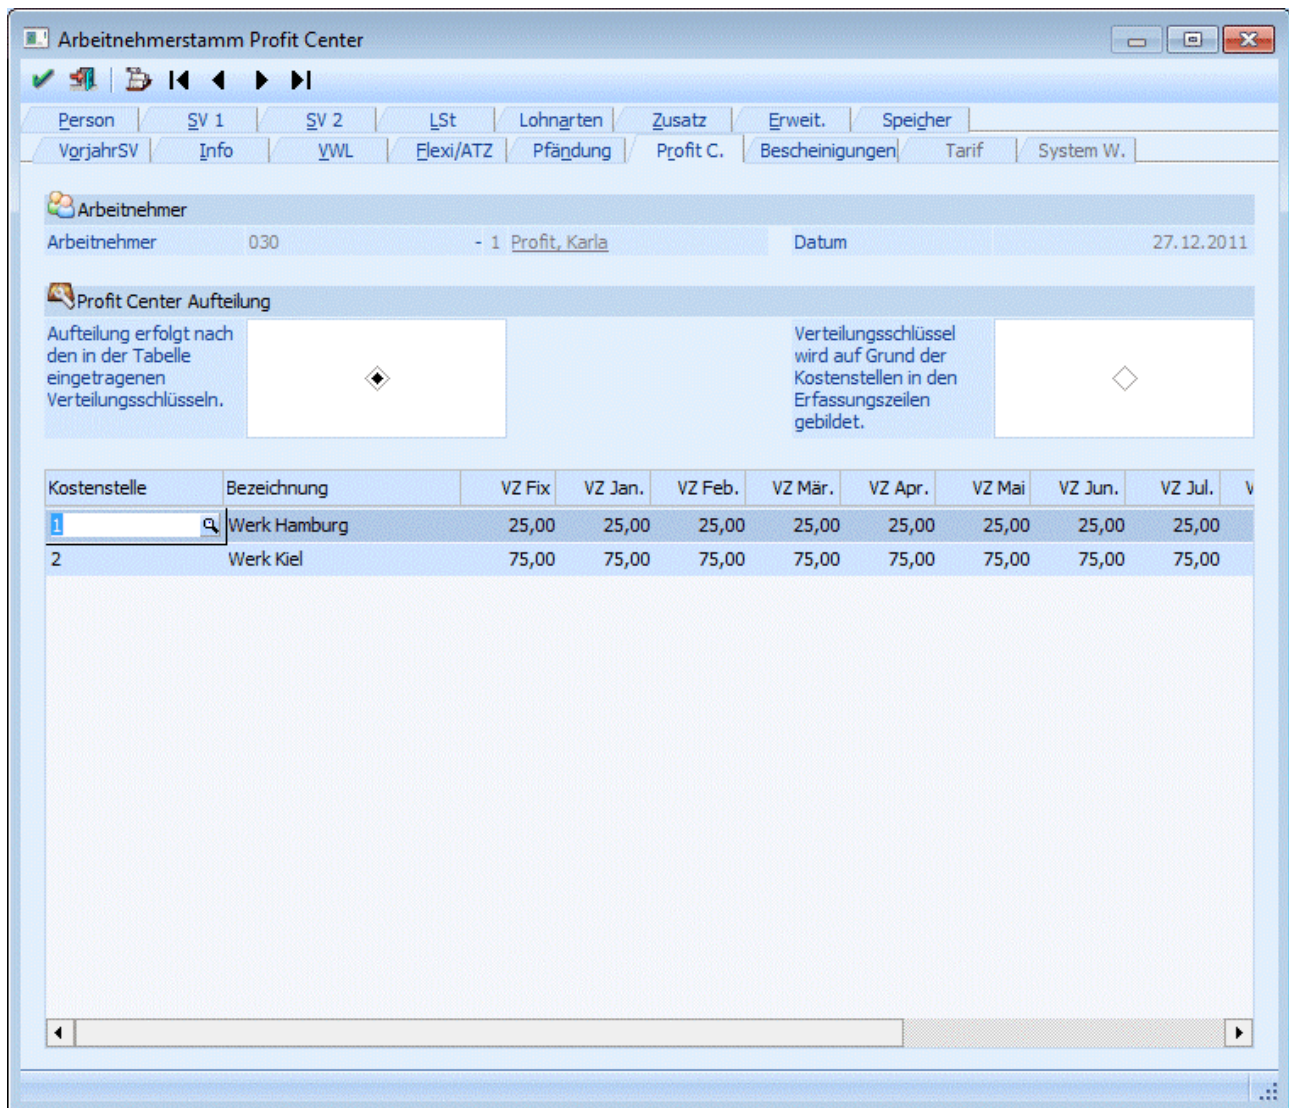 Arbeitnehmerstamm Profit Center
Person SV 1 SV 2 LSt Lohnarten Zusatz Erweit. Speicher
VorjahrSV Info VWL Flexi/ATZ Pfändung Profit C. Bescheinigungen Tarif System W.
Arbeitnehmer
Arbeitnehmer 030 - 1 Profit, Karla Datum 27.12.2011
Profit Center Aufteilung
Aufteilung erfolgt nach
den in der Tabelle
eingetragenen
Verteilungsschlüsseln.
Verteilungsschlüssel
wird auf Grund der
Kostenstellen in den
Erfassungszeilen
gebildet.
Kostenstelle Bezeichnung VZ Fix VZ Jan. VZ Feb. VZ Mär. VZ Apr. VZ Mai VZ Jun. VZ Jul. V
1 Werk Hamburg 25,00 25,00 25,00 25,00 25,00 25,00 25,00 25,00
2 Werk Kiel 75,00 75,00 75,00 75,00 75,00 75,00 75,00 75,00